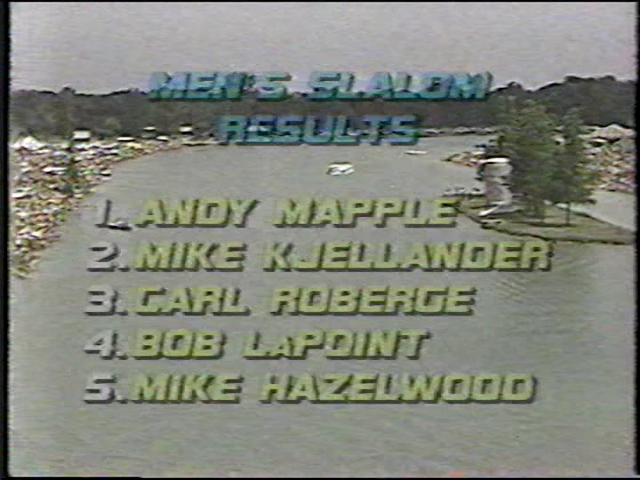 MEN'S SLALOM
RESULTS
1. ANDY MAPPLE
2. MIKE KJELLANDER
3. CARL ROBERGE
4. BOB LAPOINT
5. MIKE HAZELWOOD